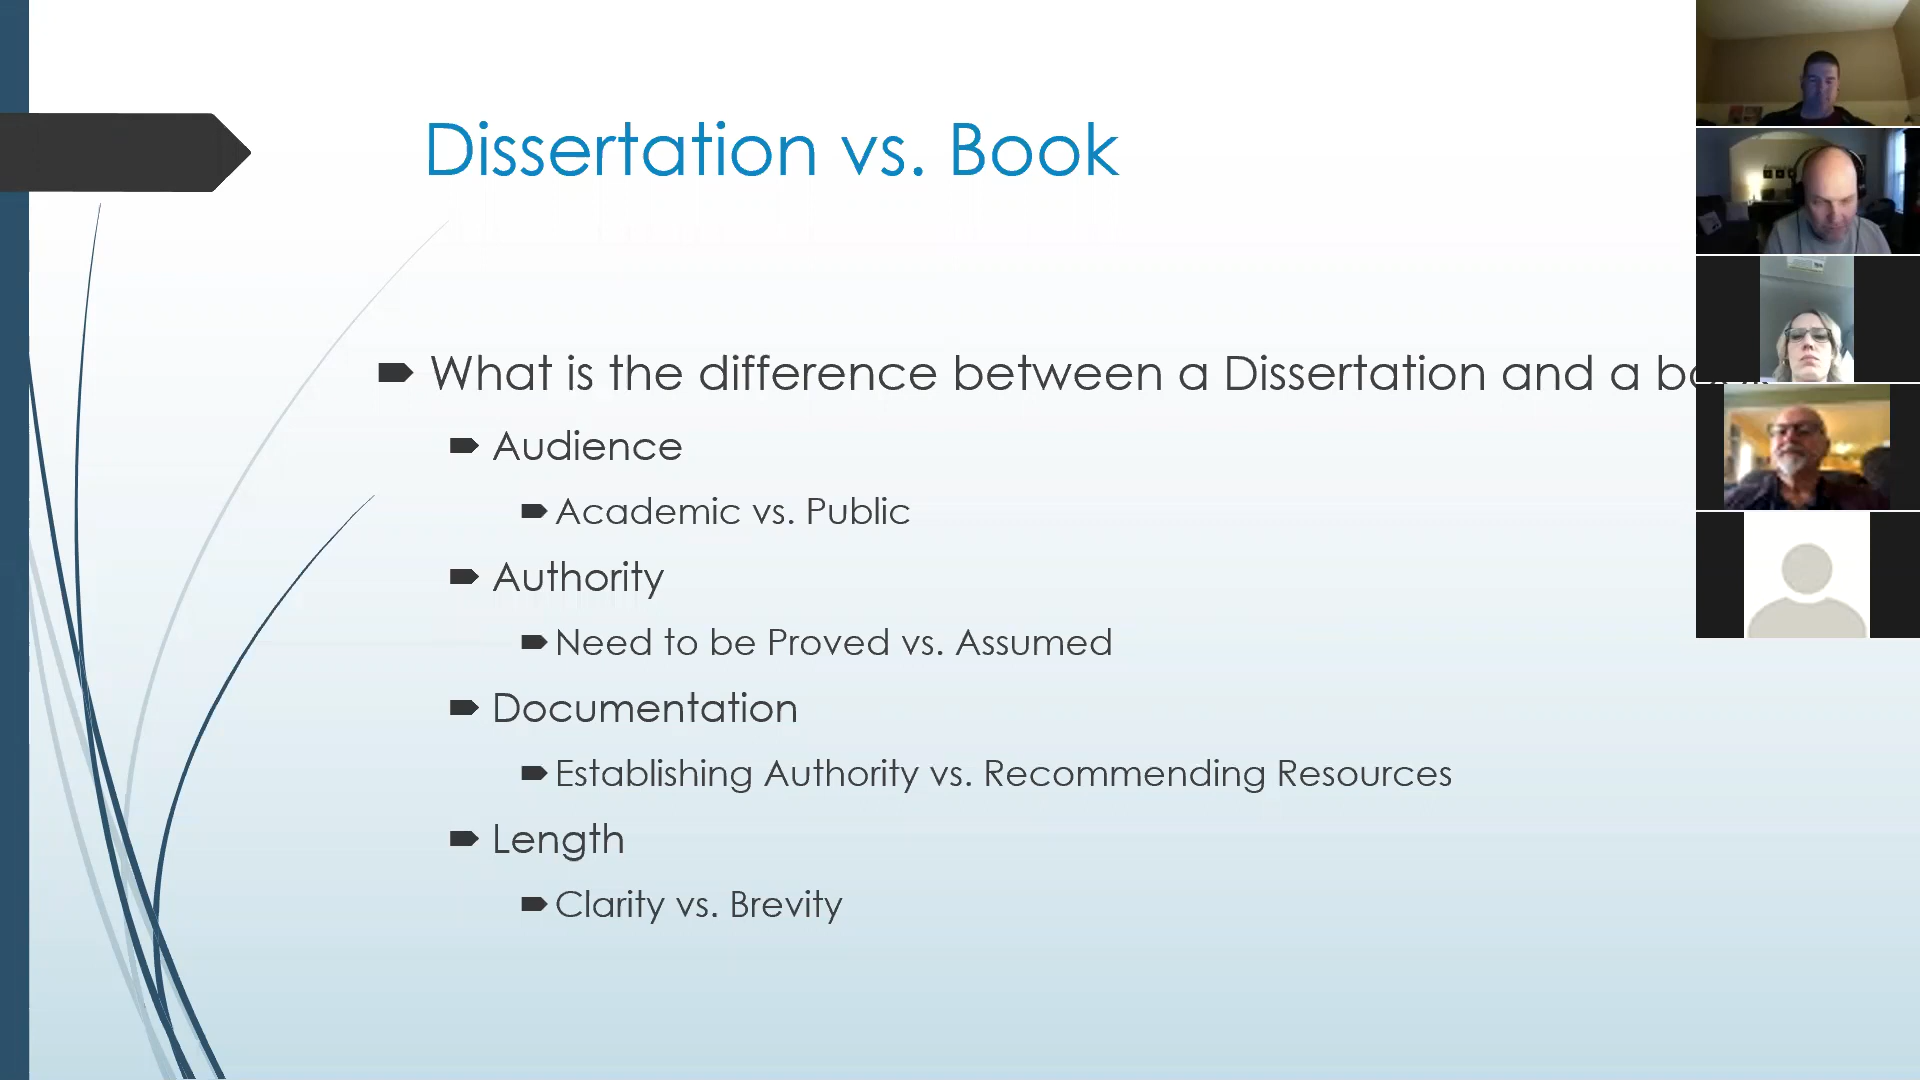 Dissertation vs. Book
What is the difference between a Dissertation and a
Audience
Academic vs. Public
Authority
Need to be Proved vs. Assumed
Documentation
Establishing Authority vs. Recommending Resources
Length
Clarity vs. Brevity